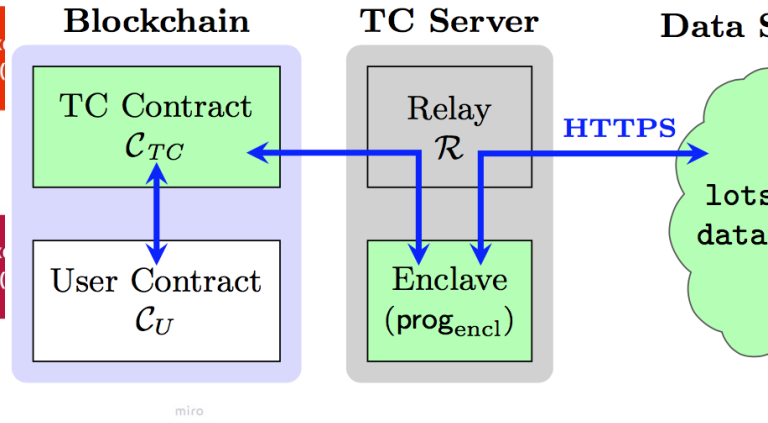 Blockchain
TC Server
Data S
TC Contract
𝒞TC
Relay
ℛ
HTTPS
lots
data
User Contract
𝒞U
Enclave
(progencl)
miro